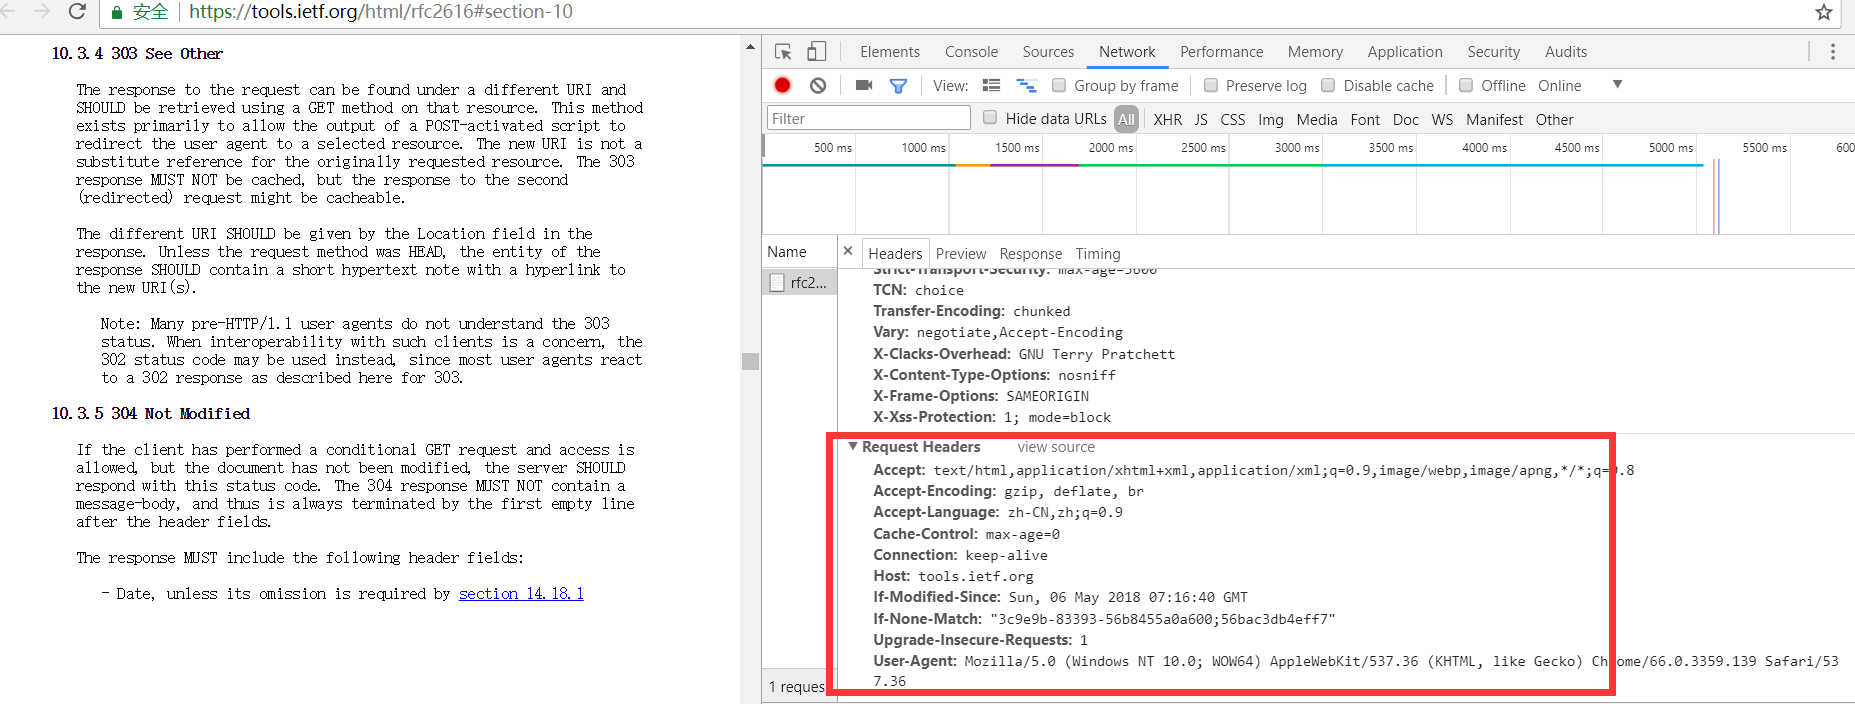 安全 https://tools.ietf.org/html/rfc2616#section-10
10.3.4 303 See Other
The response to the request can be found under a different URI and
SHOULD be retrieved using a GET method on that resource. This method
exists primarily to allow the output of a POST-activated script to
redirect the user agent to a selected resource. The new URI is not a
substitute reference for the originally requested resource. The 303
response MUST NOT be cached, but the response to the second
(redirected) request might be cacheable.
The different URI SHOULD be given by the Location field in the
response. Unless the request method was HEAD, the entity of the
response SHOULD contain a short hypertext note with a hyperlink to
the new URI(s).
Note: Many pre-HTTP/1.1 user agents do not understand the 303
status. When interoperability with such clients is a concern, the
302 status code may be used instead, since most user agents react
to a 302 response as described here for 303.
10.3.5 304 Not Modified
If the client has performed a conditional GET request and access is
allowed, but the document has not been modified, the server SHOULD
respond with this status code. The 304 response MUST NOT contain a
message-body, and thus is always terminated by the first empty line
after the header fields.
The response MUST include the following header fields:
- Date, unless its omission is required by section 14.18.1
Elements Console Sources Network Performance Memory Application Security Audits
View: Group by frame Preserve log Disable cache Offline Online
Filter Hide data URLs All XHR JS CSS Img Media Font Doc WS Manifest Other
500 ms 1000 ms 1500 ms 2000 ms 2500 ms 3000 ms 3500 ms 4000 ms 4500 ms 5000 ms 5500 ms 600
Name × Headers Preview Response Timing
rfc2...
Strict-Transport-Security: max-age=3600
TCN: choice
Transfer-Encoding: chunked
Vary: negotiate,Accept-Encoding
X-Clacks-Overhead: GNU Terry Pratchett
X-Content-Type-Options: nosniff
X-Frame-Options: SAMEORIGIN
X-Xss-Protection: 1; mode=block
Request Headers view source
Accept: text/html,application/xhtml+xml,application/xml;q=0.9,image/webp,image/apng,*/*;q=0.8
Accept-Encoding: gzip, deflate, br
Accept-Language: zh-CN,zh;q=0.9
Cache-Control: max-age=0
Connection: keep-alive
Host: tools.ietf.org
If-Modified-Since: Sun, 06 May 2018 07:16:40 GMT
If-None-Match: "3c9e9b-83393-56b8455a0a600;56bac3db4eff7"
Upgrade-Insecure-Requests: 1
User-Agent: Mozilla/5.0 (Windows NT 10.0; WOW64) AppleWebKit/537.36 (KHTML, like Gecko) Chrome/66.0.3359.139 Safari/53
7.36
1 reques